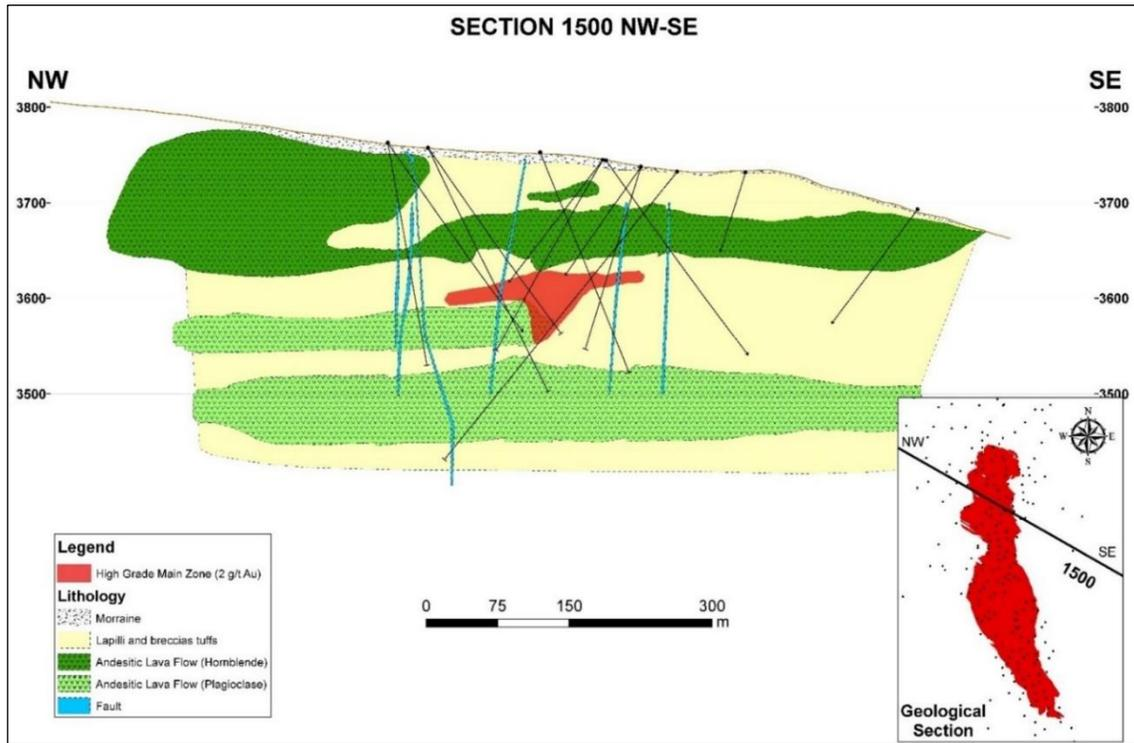 SECTION 1500 NW-SE
NW
SE
3800
3800
3700
3700
3600
3600
3500
3500
Legend
High Grade Main Zone (2 g/t Au)
Lithology
Morraine
Lapilli and breccias tuffs
Andesitic Lava Flow (Hornblende)
Andesitic Lava Flow (Plagioclase)
Fault
0 75 150 300
m
N
W E
S
NW
SE
1500
Geological
Section